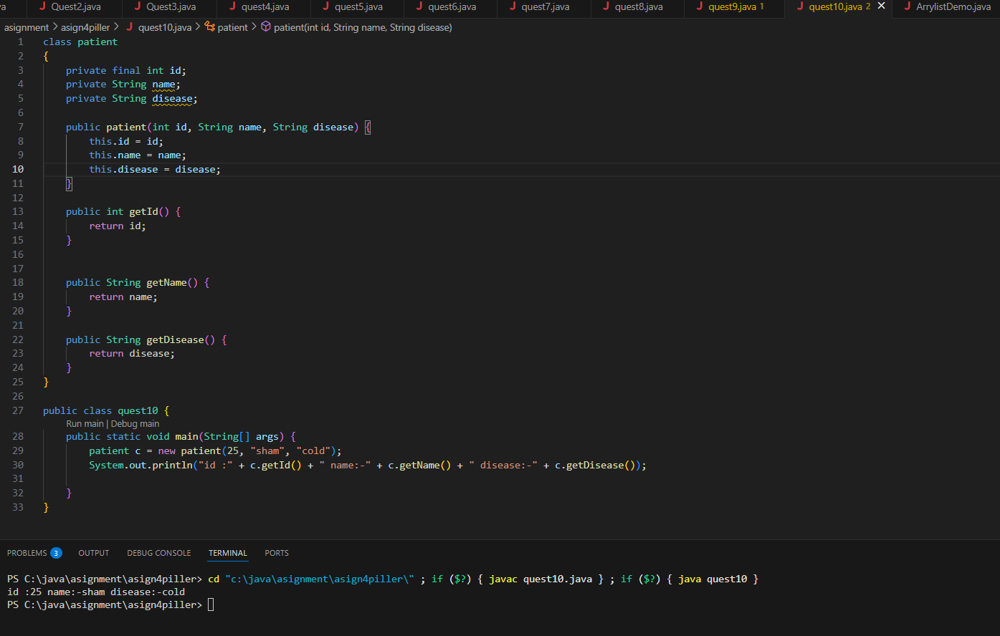 a Quest2.java Quest3.java quest4.java quest5.java quest6.java quest7.java quest8.java quest9.java 1 quest10.java 2 ArrylistDemo.java
asignment > asign4piller > quest10.java > patient > patient(int id, String name, String disease)
1 class patient
2 {
3 private final int id;
4 private String name;
5 private String disease;
6
7 public patient(int id, String name, String disease) {
8 this.id = id;
9 this.name = name;
10 this.disease = disease;
11 }
12
13 public int getId() {
14 return id;
15 }
16
17
18 public String getName() {
19 return name;
20 }
21
22 public String getDisease() {
23 return disease;
24 }
25 }
26
27 public class quest10 {
Run main | Debug main
28 public static void main(String[] args) {
29 patient c = new patient(25, "sham", "cold");
30 System.out.println("id :" + c.getId() + " name:-" + c.getName() + " disease:-" + c.getDisease());
31
32 }
33 }
PROBLEMS 3 OUTPUT DEBUG CONSOLE TERMINAL PORTS
PS C:\java\asignment\asign4piller> cd "c:\java\asignment\asign4piller\" ; if ($?) { javac quest10.java } ; if ($?) { java quest10 }
id :25 name:-sham disease:-cold
PS C:\java\asignment\asign4piller>